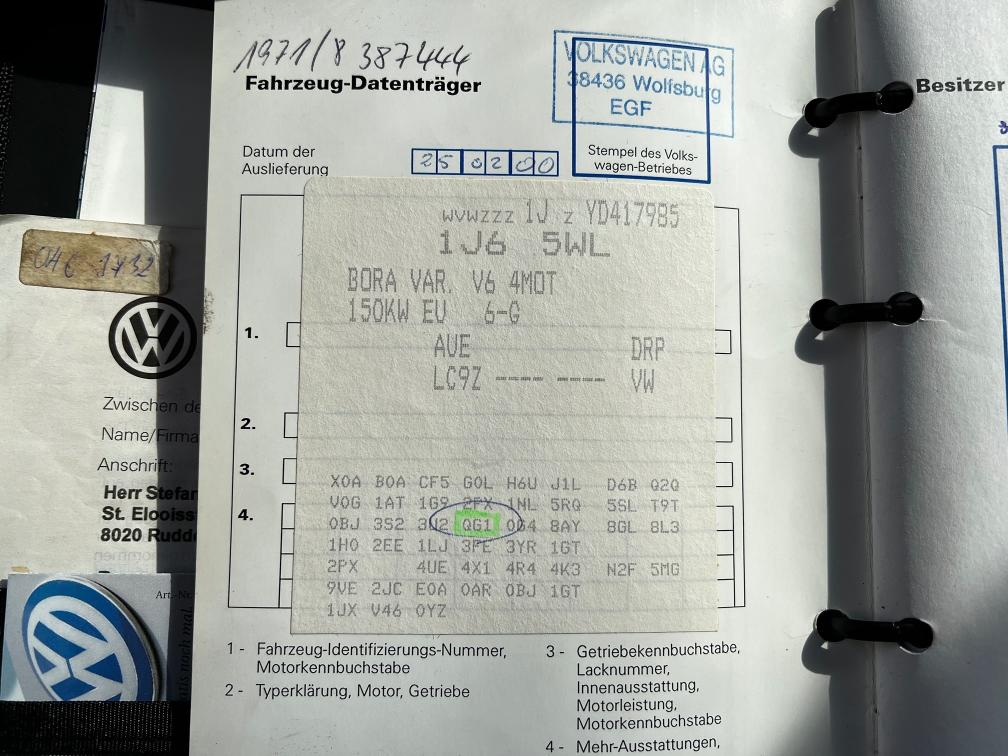 1971/8 387444
Fahrzeug-Datenträger
VOLKSWAGEN AG
38436 Wolfsburg
EGF
Besitzer
Datum der
Auslieferung
25 02 00
Stempel des Volks-
wagen-Betriebes
WVWZZZ 1J Z YD417985
1J6 5WL
BORA VAR. V6 4MOT
150KW EU 6-G
AUE DRP
LC9Z ---- ---- VW
1.
2.
3.
4.
X0A B0A CF5 G0L H6U J1L D6B Q2Q
V0G 1AT 1G9 2PX 1NL 5RQ 5SL T9T
0BJ 3S2 3U2 QG1 0G4 8AY 8GL 8L3
1H0 2EE 1LJ 3FE 3YR 1GT
2PX 4UE 4X1 4R4 4K3 N2F 5MG
9VE 2JC E0A 0AR 0BJ 1GT
1JX V46 0YZ
1 - Fahrzeug-Identifizierungs-Nummer,
Motorkennbuchstabe
2 - Typerklärung, Motor, Getriebe
3 - Getriebekennbuchstabe,
Lacknummer,
Innenausstattung,
Motorleistung,
Motorkennbuchstabe
4 - Mehr-Ausstattungen,
Zwischen de
Name/Firma
Anschrift:
Herr Stefan
St. Elooiss
8020 Rudde
Art.-Nr.